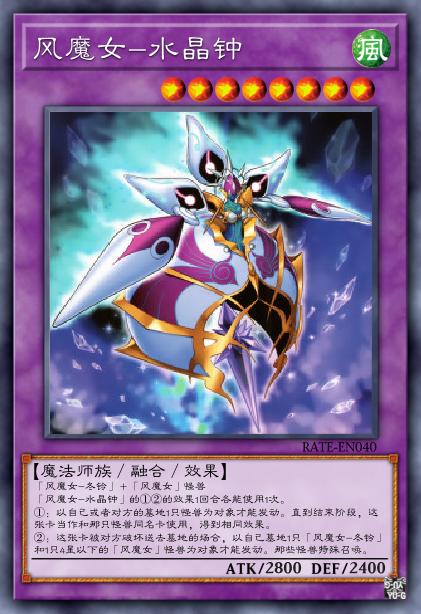 风魔女-水晶钟
風
RATE-EN040
【魔法师族/融合/效果】
「风魔女-冬铃」+「风魔女」怪兽
「风魔女-水晶钟」的①②的效果1回合各能使用1次。
①：以自己或者对方的墓地1只怪兽为对象才能发动。直到结束阶段，这
张卡当作和那只怪兽同名卡使用，得到相同效果。
②：这张卡被对方破坏送去墓地的场合，以自己墓地1只「风魔女-冬铃」
和1只4星以下的「风魔女」怪兽为对象才能发动。那些怪兽特殊召唤。
ATK/2800 DEF/2400